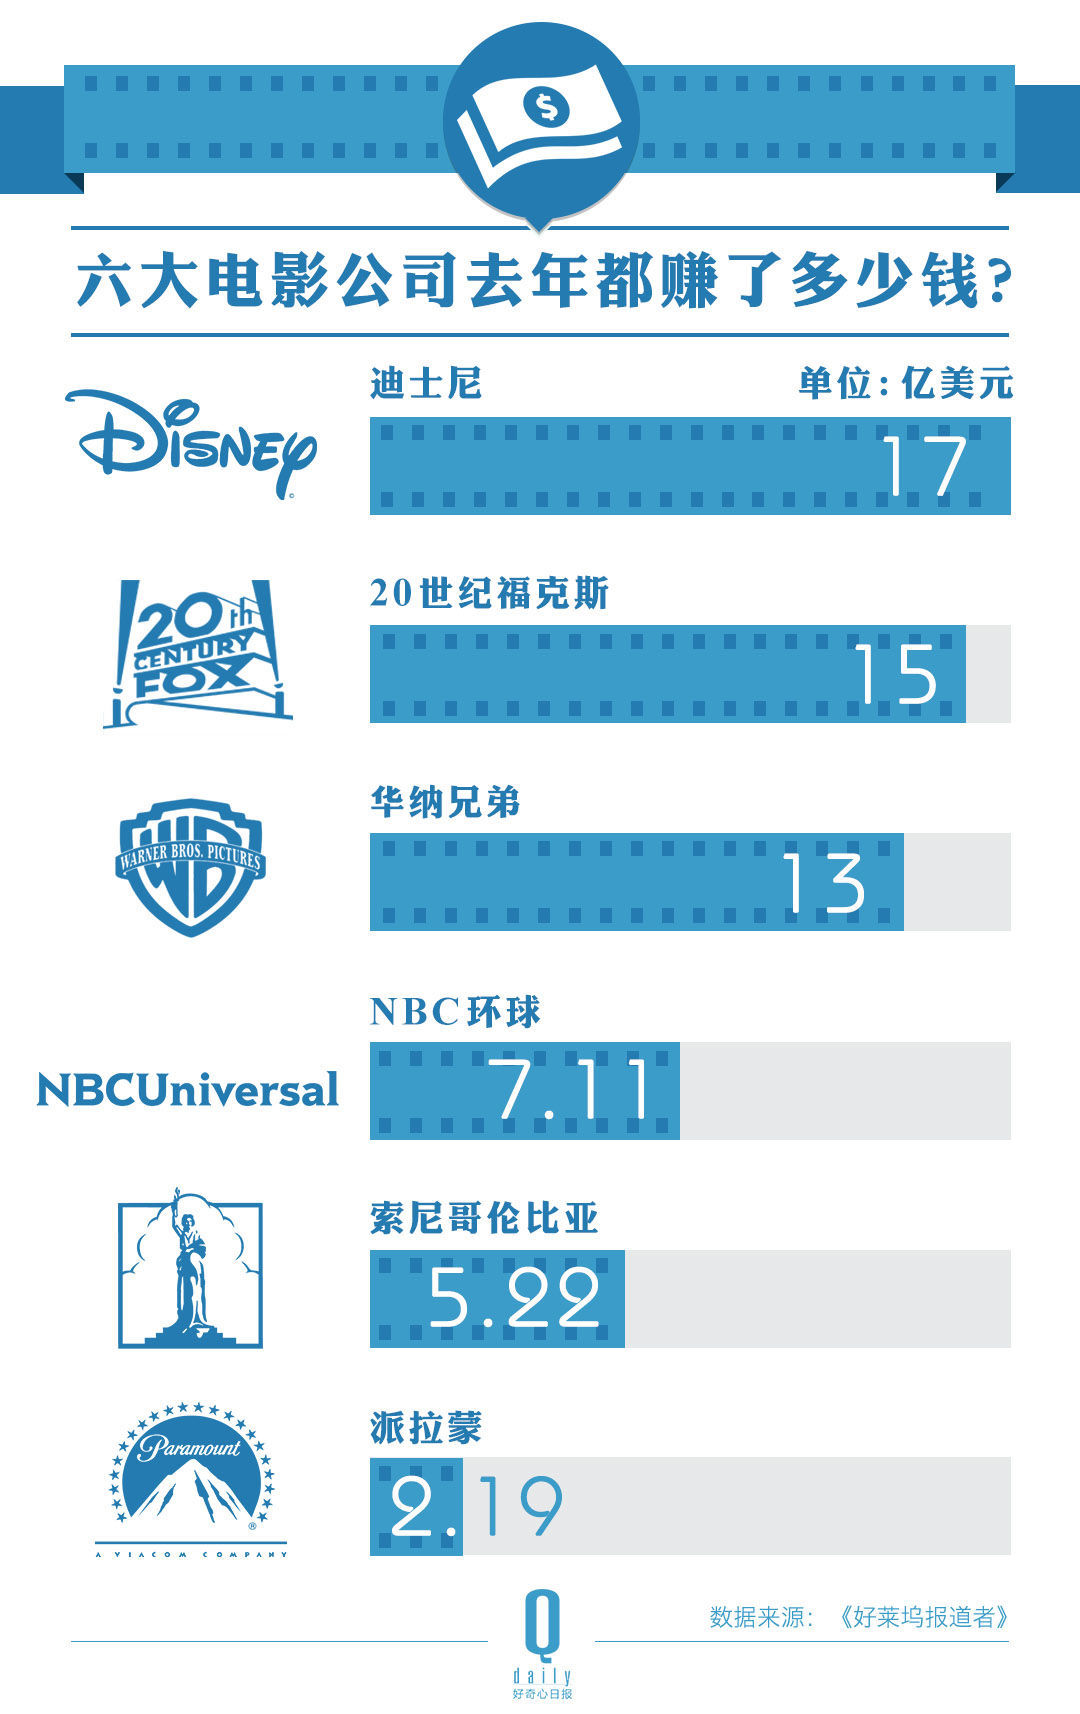 六大电影公司去年都赚了多少钱?
迪士尼 单位:亿美元
DISNEY
17
20世纪福克斯
20th
CENTURY
FOX
15
华纳兄弟
WARNER BROS. PICTURES
13
NBC环球
NBCUniversal
7.11
索尼哥伦比亚
5.22
派拉蒙
Paramount
®
A VIACOM COMPANY
2.19
数据来源：《好莱坞报道者》
Q
daily
好奇心日报